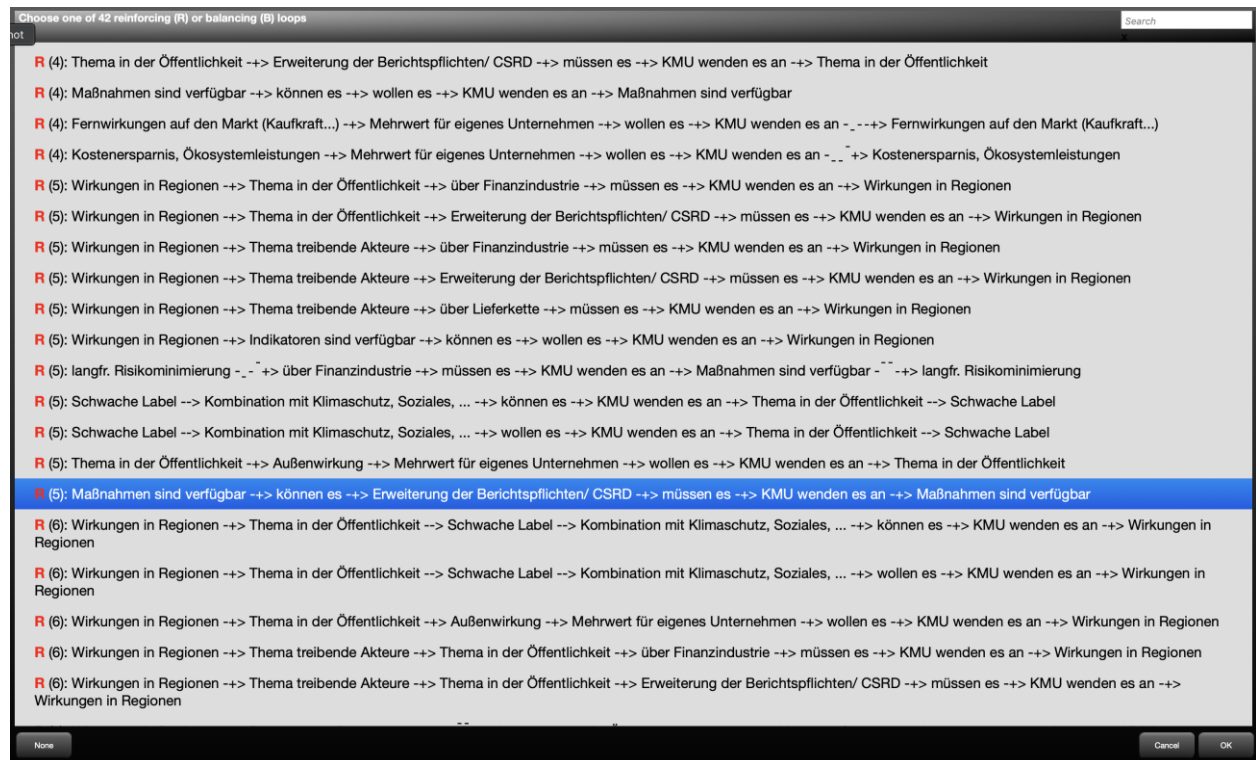 Choose one of 42 reinforcing (R) or balancing (B) loops
Search
not
x
R (4): Thema in der Öffentlichkeit -+> Erweiterung der Berichtspflichten/ CSRD -+> müssen es -+> KMU wenden es an -+> Thema in der Öffentlichkeit
R (4): Maßnahmen sind verfügbar -+> können es -+> wollen es -+> KMU wenden es an -+> Maßnahmen sind verfügbar
R (4): Fernwirkungen auf den Markt (Kaufkraft...) -+> Mehrwert für eigenes Unternehmen -+> wollen es -+> KMU wenden es an -_--+> Fernwirkungen auf den Markt (Kaufkraft...)
R (4): Kostenersparnis, Ökosystemleistungen -+> Mehrwert für eigenes Unternehmen -+> wollen es -+> KMU wenden es an -_ _¯+> Kostenersparnis, Ökosystemleistungen
R (5): Wirkungen in Regionen -+> Thema in der Öffentlichkeit -+> über Finanzindustrie -+> müssen es -+> KMU wenden es an -+> Wirkungen in Regionen
R (5): Wirkungen in Regionen -+> Thema in der Öffentlichkeit -+> Erweiterung der Berichtspflichten/ CSRD -+> müssen es -+> KMU wenden es an -+> Wirkungen in Regionen
R (5): Wirkungen in Regionen -+> Thema treibende Akteure -+> über Finanzindustrie -+> müssen es -+> KMU wenden es an -+> Wirkungen in Regionen
R (5): Wirkungen in Regionen -+> Thema treibende Akteure -+> Erweiterung der Berichtspflichten/ CSRD -+> müssen es -+> KMU wenden es an -+> Wirkungen in Regionen
R (5): Wirkungen in Regionen -+> Thema treibende Akteure -+> über Lieferkette -+> müssen es -+> KMU wenden es an -+> Wirkungen in Regionen
R (5): Wirkungen in Regionen -+> Indikatoren sind verfügbar -+> können es -+> wollen es -+> KMU wenden es an -+> Wirkungen in Regionen
R (5): langfr. Risikominimierung -_-¯+> über Finanzindustrie -+> müssen es -+> KMU wenden es an -+> Maßnahmen sind verfügbar -¯¯-+> langfr. Risikominimierung
R (5): Schwache Label --> Kombination mit Klimaschutz, Soziales, ... -+> können es -+> KMU wenden es an -+> Thema in der Öffentlichkeit --> Schwache Label
R (5): Schwache Label --> Kombination mit Klimaschutz, Soziales, ... -+> wollen es -+> KMU wenden es an -+> Thema in der Öffentlichkeit --> Schwache Label
R (5): Thema in der Öffentlichkeit -+> Außenwirkung -+> Mehrwert für eigenes Unternehmen -+> wollen es -+> KMU wenden es an -+> Thema in der Öffentlichkeit
R (5): Maßnahmen sind verfügbar -+> können es -+> Erweiterung der Berichtspflichten/ CSRD -+> müssen es -+> KMU wenden es an -+> Maßnahmen sind verfügbar
R (6): Wirkungen in Regionen -+> Thema in der Öffentlichkeit --> Schwache Label --> Kombination mit Klimaschutz, Soziales, ... -+> können es -+> KMU wenden es an -+> Wirkungen in
Regionen
R (6): Wirkungen in Regionen -+> Thema in der Öffentlichkeit --> Schwache Label --> Kombination mit Klimaschutz, Soziales, ... -+> wollen es -+> KMU wenden es an -+> Wirkungen in
Regionen
R (6): Wirkungen in Regionen -+> Thema in der Öffentlichkeit -+> Außenwirkung -+> Mehrwert für eigenes Unternehmen -+> wollen es -+> KMU wenden es an -+> Wirkungen in Regionen
R (6): Wirkungen in Regionen -+> Thema treibende Akteure -+> Thema in der Öffentlichkeit -+> über Finanzindustrie -+> müssen es -+> KMU wenden es an -+> Wirkungen in Regionen
R (6): Wirkungen in Regionen -+> Thema treibende Akteure -+> Thema in der Öffentlichkeit -+> Erweiterung der Berichtspflichten/ CSRD -+> müssen es -+> KMU wenden es an -+>
Wirkungen in Regionen
None
Cancel
OK